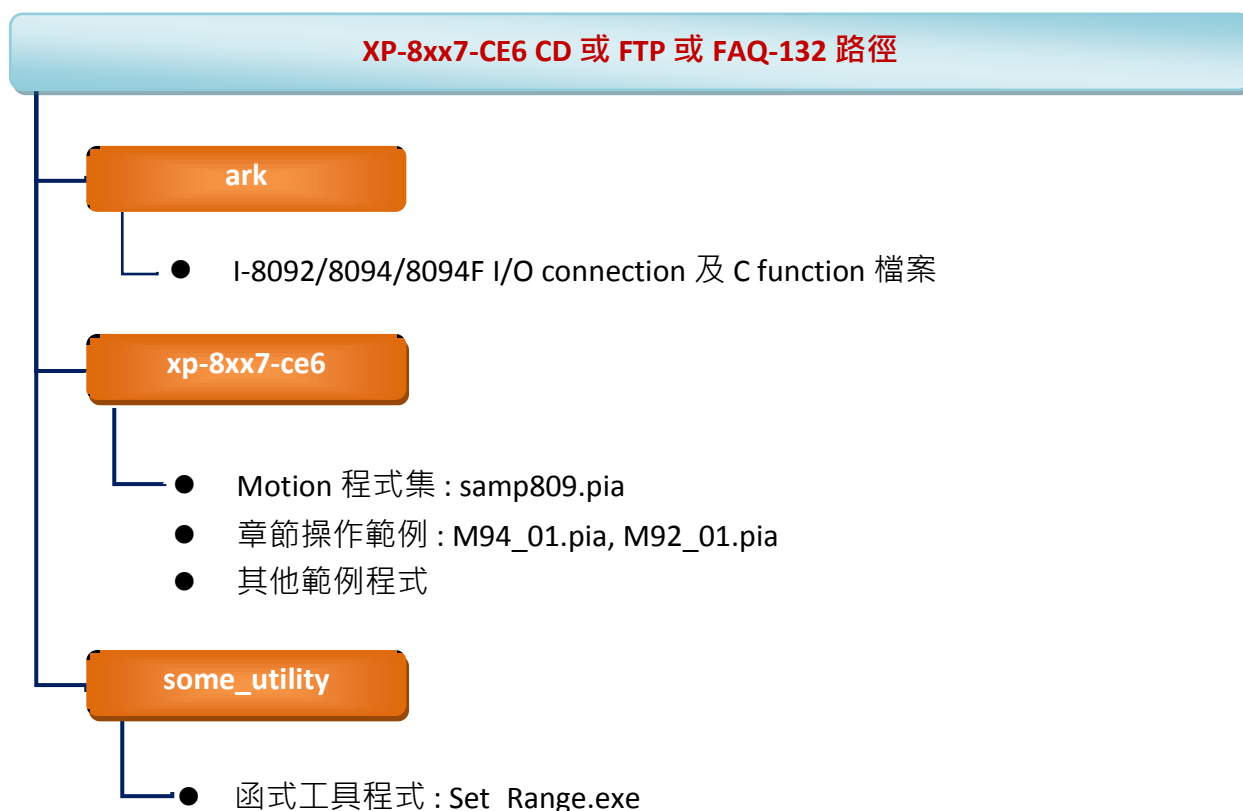 XP-8xx7-CE6 CD 或 FTP 或 FAQ-132 路徑
ark
I-8092/8094/8094F I/O connection 及 C function 檔案
xp-8xx7-ce6
Motion 程式集 : samp809.pia
章節操作範例 : M94_01.pia, M92_01.pia
其他範例程式
some_utility
函式工具程式 : Set_Range.exe